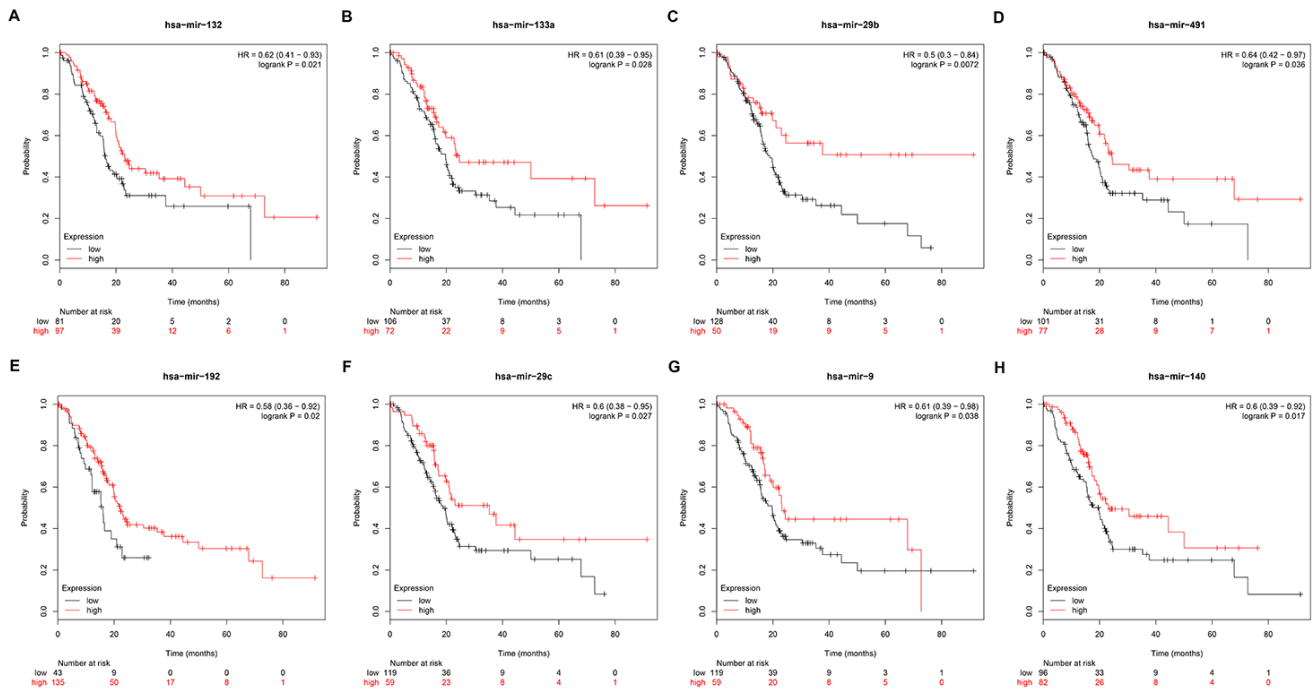 A
hsa-mir-132
HR = 0.62 (0.41 - 0.93)
logrank P = 0.021
Probability
1.0
0.8
0.6
0.4
0.2
0.0
Expression
low
high
0 20 40 60 80
Time (months)
Number at risk
low 81 20 5 2 0
high 97 39 12 6 1
B
hsa-mir-133a
HR = 0.61 (0.39 - 0.95)
logrank P = 0.028
Probability
1.0
0.8
0.6
0.4
0.2
0.0
Expression
low
high
0 20 40 60 80
Time (months)
Number at risk
low 106 37 8 3 0
high 72 22 9 5 1
C
hsa-mir-29b
HR = 0.5 (0.3 - 0.84)
logrank P = 0.0072
Probability
1.0
0.8
0.6
0.4
0.2
0.0
Expression
low
high
0 20 40 60 80
Time (months)
Number at risk
low 128 40 8 3 0
high 50 19 9 5 1
D
hsa-mir-491
HR = 0.64 (0.42 - 0.97)
logrank P = 0.036
Probability
1.0
0.8
0.6
0.4
0.2
0.0
Expression
low
high
0 20 40 60 80
Time (months)
Number at risk
low 101 31 8 1 0
high 77 28 9 7 1
E
hsa-mir-192
HR = 0.58 (0.36 - 0.92)
logrank P = 0.02
Probability
1.0
0.8
0.6
0.4
0.2
0.0
Expression
low
high
0 20 40 60 80
Time (months)
Number at risk
low 43 9 0 0 0
high 135 50 17 8 1
F
hsa-mir-29c
HR = 0.6 (0.38 - 0.95)
logrank P = 0.027
Probability
1.0
0.8
0.6
0.4
0.2
0.0
Expression
low
high
0 20 40 60 80
Time (months)
Number at risk
low 119 36 9 4 0
high 59 23 8 4 1
G
hsa-mir-9
HR = 0.61 (0.39 - 0.98)
logrank P = 0.038
Probability
1.0
0.8
0.6
0.4
0.2
0.0
Expression
low
high
0 20 40 60 80
Time (months)
Number at risk
low 119 39 9 3 1
high 59 20 8 5 0
H
hsa-mir-140
HR = 0.6 (0.39 - 0.92)
logrank P = 0.017
Probability
1.0
0.8
0.6
0.4
0.2
0.0
Expression
low
high
0 20 40 60 80
Time (months)
Number at risk
low 96 33 9 4 1
high 82 26 8 4 0